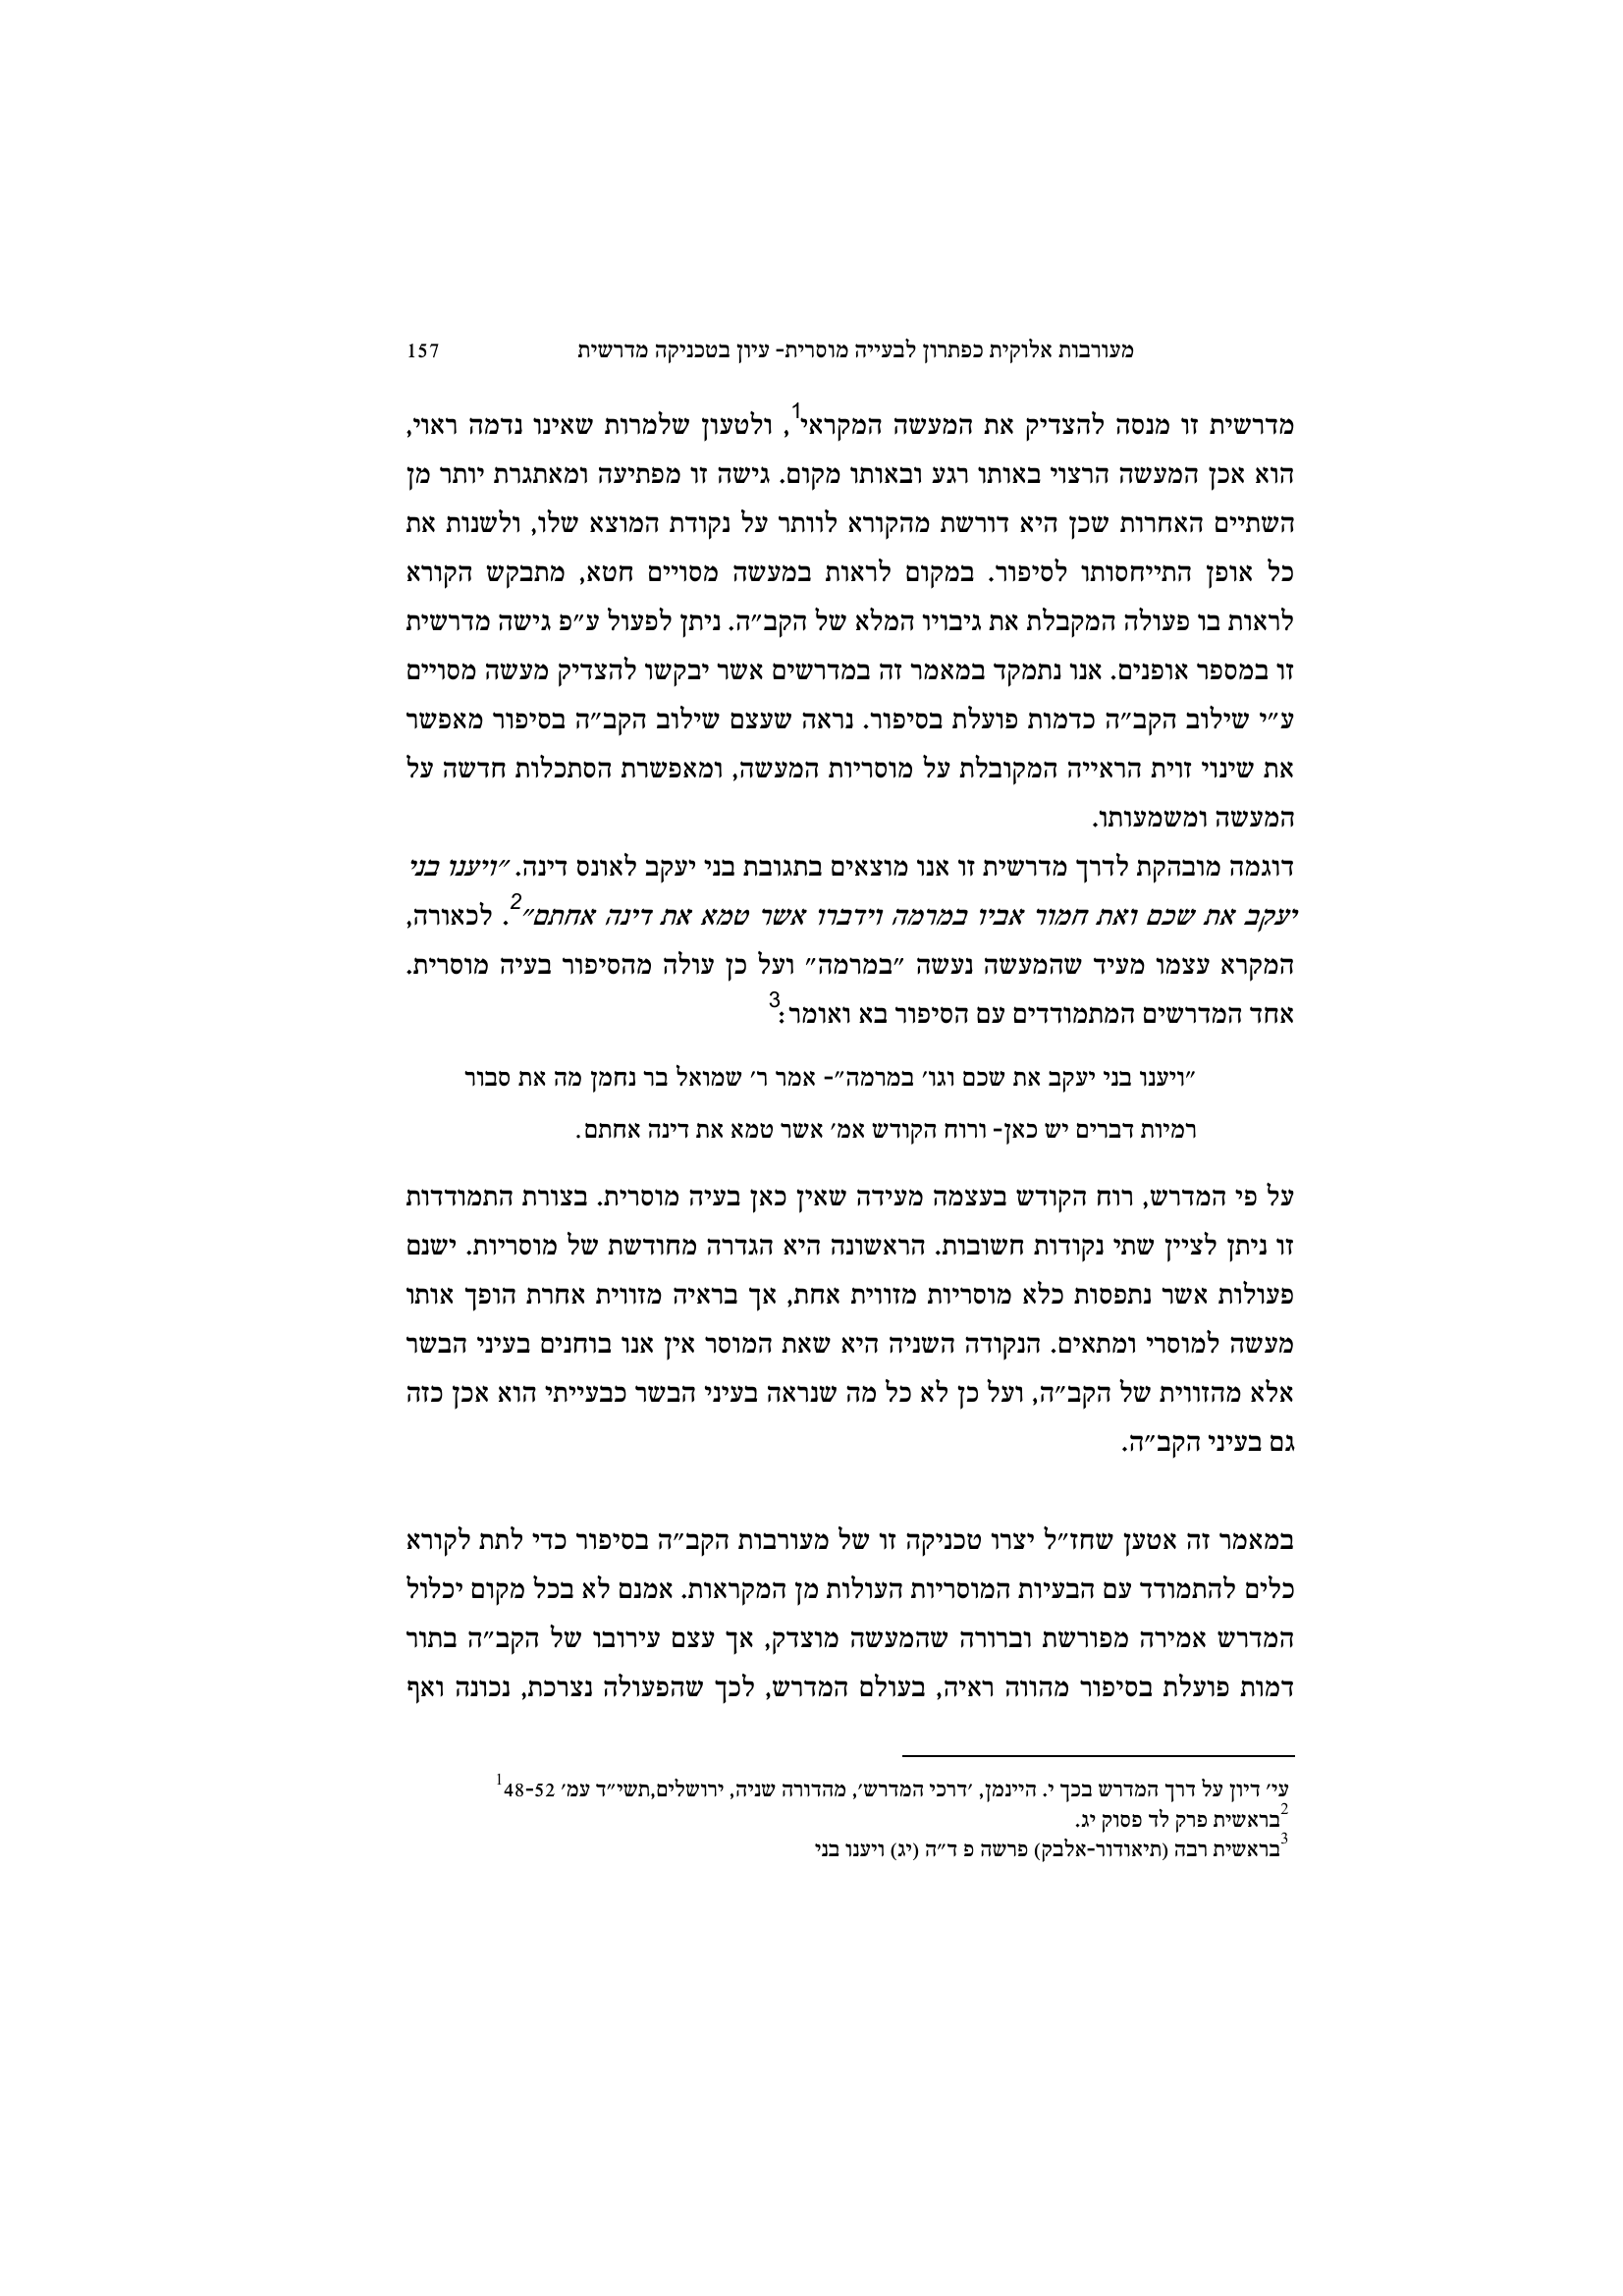 מעורבות אלוקית כפתרון לבעייה מוסרית- עיון בטכניקה מדרשית 157
מדרשית זו מנסה להצדיק את המעשה המקראי1, ולטעון שלמרות שאינו נדמה ראוי,
הוא אכן המעשה הרצוי באותו רגע ובאותו מקום. גישה זו מפתיעה ומאתגרת יותר מן
השתיים האחרות שכן היא דורשת מהקורא לוותר על נקודת המוצא שלו, ולשנות את
כל אופן התייחסותו לסיפור. במקום לראות במעשה מסויים חטא, מתבקש הקורא
לראות בו פעולה המקבלת את גיבויו המלא של הקב״ה. ניתן לפעול ע״פ גישה מדרשית
זו במספר אופנים. אנו נתמקד במאמר זה במדרשים אשר יבקשו להצדיק מעשה מסויים
ע״י שילוב הקב״ה כדמות פועלת בסיפור. נראה שעצם שילוב הקב״ה בסיפור מאפשר
את שינוי זוית הראייה המקובלת על מוסריות המעשה, ומאפשרת הסתכלות חדשה על
המעשה ומשמעותו.
דוגמה מובהקת לדרך מדרשית זו אנו מוצאים בתגובת בני יעקב לאונס דינה. ״ויענו בני
יעקב את שכם ואת חמור אביו במרמה וידברו אשר טמא את דינה אחתם״2. לכאורה,
המקרא עצמו מעיד שהמעשה נעשה ״במרמה״ ועל כן עולה מהסיפור בעיה מוסרית.
אחד המדרשים המתמודדים עם הסיפור בא ואומר:3
״ויענו בני יעקב את שכם וגו׳ במרמה״- אמר ר׳ שמואל בר נחמן מה את סבור
רמיות דברים יש כאן- ורוח הקודש אמ׳ אשר טמא את דינה אחתם.
על פי המדרש, רוח הקודש בעצמה מעידה שאין כאן בעיה מוסרית. בצורת התמודדות
זו ניתן לציין שתי נקודות חשובות. הראשונה היא הגדרה מחודשת של מוסריות. ישנם
פעולות אשר נתפסות כלא מוסריות מזווית אחת, אך בראיה מזווית אחרת הופך אותו
מעשה למוסרי ומתאים. הנקודה השניה היא שאת המוסר אין אנו בוחנים בעיני הבשר
אלא מהזווית של הקב״ה, ועל כן לא כל מה שנראה בעיני הבשר כבעייתי הוא אכן כזה
גם בעיני הקב״ה.
במאמר זה אטען שחז״ל יצרו טכניקה זו של מעורבות הקב״ה בסיפור כדי לתת לקורא
כלים להתמודד עם הבעיות המוסריות העולות מן המקראות. אמנם לא בכל מקום יכלול
המדרש אמירה מפורשת וברורה שהמעשה מוצדק, אך עצם עירובו של הקב״ה בתור
דמות פועלת בסיפור מהווה ראיה, בעולם המדרש, לכך שהפעולה נצרכת, נכונה ואף
עי׳ דיון על דרך המדרש בכך י. היינמן, ׳דרכי המדרש׳, מהדורה שניה, ירושלים,תשי״ד עמ׳ 48-52 1
2בראשית פרק לד פסוק יג.
3בראשית רבה (תיאודור-אלבק) פרשה פ ד״ה (יג) ויענו בני